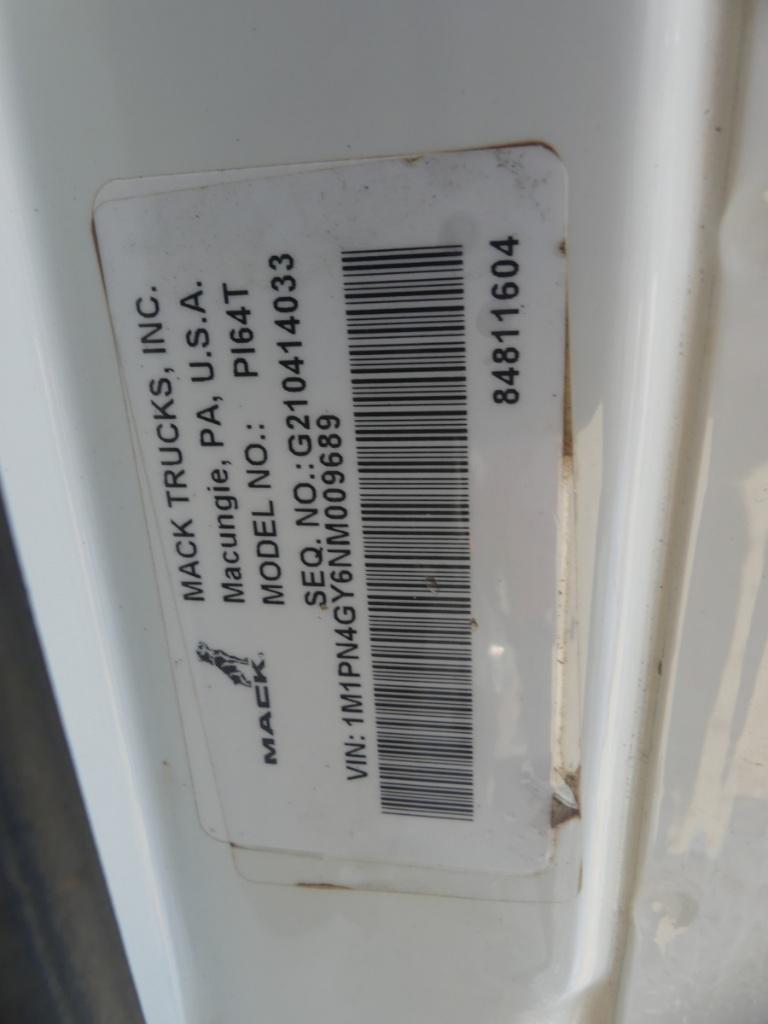 MACK TRUCKS, INC.
Macungie, PA, U.S.A.
MODEL NO.: PI64T
SEQ. NO.:G210414033
MACK
VIN: 1M1PN4GY6NM009689
84811604